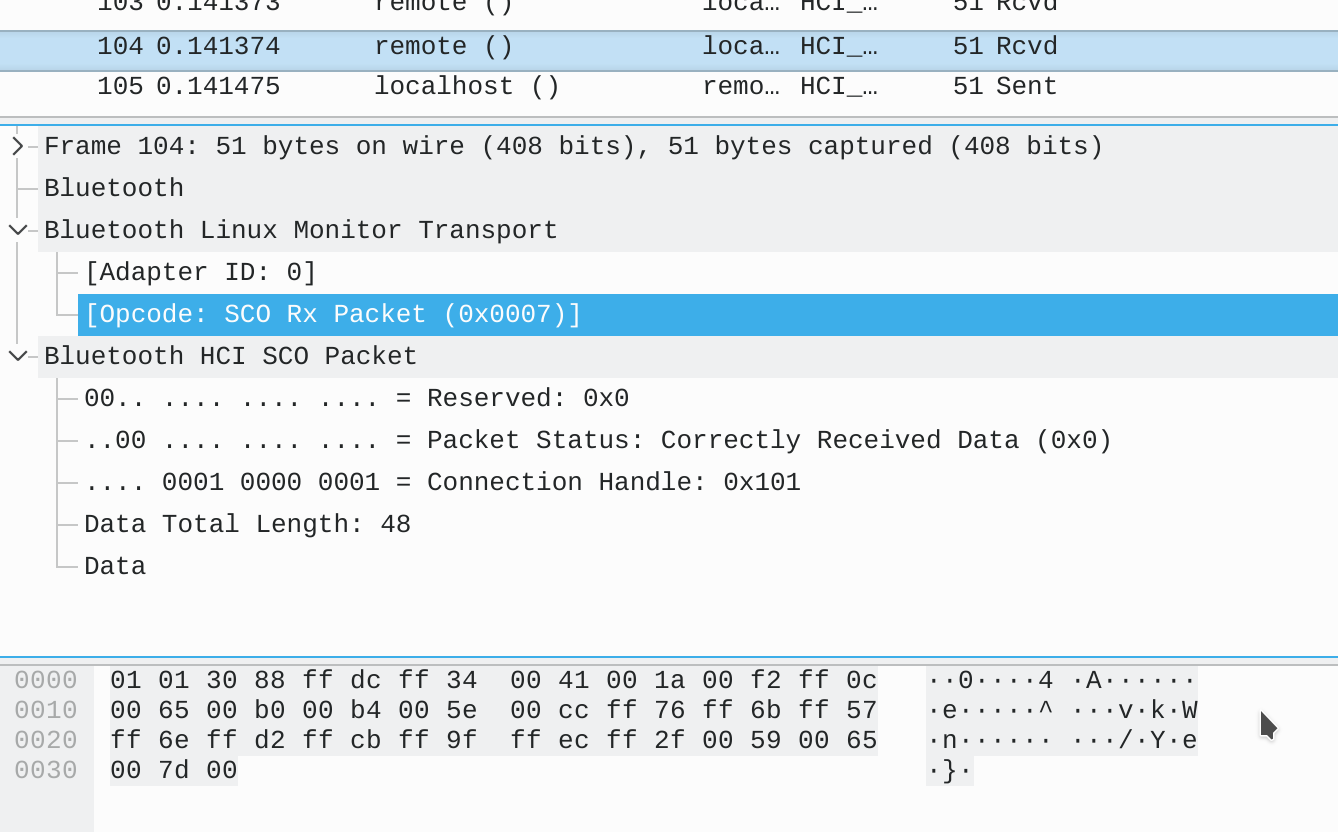 103 0.141373 remote () loca… HCI_… 51 Rcvd
104 0.141374 remote () loca… HCI_… 51 Rcvd
105 0.141475 localhost () remo… HCI_… 51 Sent
Frame 104: 51 bytes on wire (408 bits), 51 bytes captured (408 bits)
Bluetooth
Bluetooth Linux Monitor Transport
[Adapter ID: 0]
[Opcode: SCO Rx Packet (0x0007)]
Bluetooth HCI SCO Packet
00.. .... .... .... = Reserved: 0x0
..00 .... .... .... = Packet Status: Correctly Received Data (0x0)
.... 0001 0000 0001 = Connection Handle: 0x101
Data Total Length: 48
Data
0000 01 01 30 88 ff dc ff 34 00 41 00 1a 00 f2 ff 0c ··0····4 ·A······
0010 00 65 00 b0 00 b4 00 5e 00 cc ff 76 ff 6b ff 57 ·e·····^ ···v·k·W
0020 ff 6e ff d2 ff cb ff 9f ff ec ff 2f 00 59 00 65 ·n······ ···/·Y·e
0030 00 7d 00 ·}·